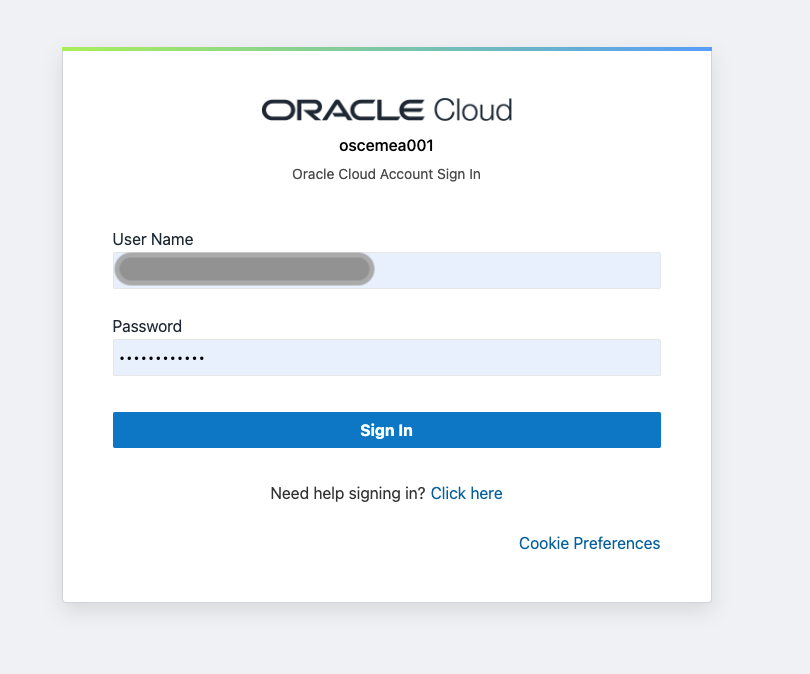 ORACLE Cloud
oscemea001
Oracle Cloud Account Sign In
User Name
Password
••••••••••••
Sign In
Need help signing in? Click here
Cookie Preferences